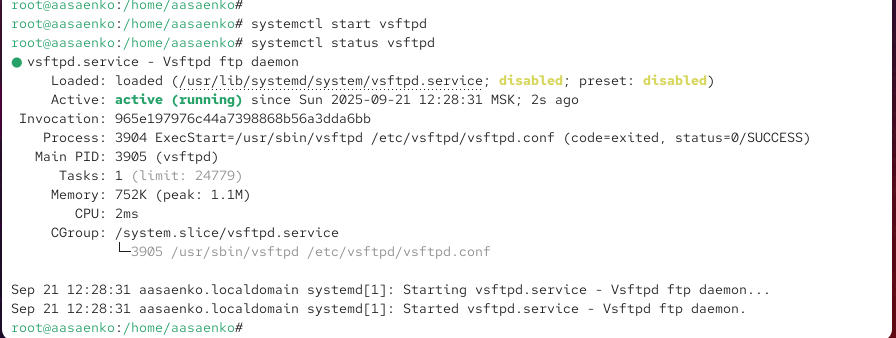 root@aasaenko:/home/aasaenko#
root@aasaenko:/home/aasaenko# systemctl start vsftpd
root@aasaenko:/home/aasaenko# systemctl status vsftpd
● vsftpd.service - Vsftpd ftp daemon
     Loaded: loaded (/usr/lib/systemd/system/vsftpd.service; disabled; preset: disabled)
     Active: active (running) since Sun 2025-09-21 12:28:31 MSK; 2s ago
 Invocation: 965e197976c44a7398868b56a3dda6bb
    Process: 3904 ExecStart=/usr/sbin/vsftpd /etc/vsftpd/vsftpd.conf (code=exited, status=0/SUCCESS)
   Main PID: 3905 (vsftpd)
      Tasks: 1 (limit: 24779)
     Memory: 752K (peak: 1.1M)
        CPU: 2ms
     CGroup: /system.slice/vsftpd.service
             └─3905 /usr/sbin/vsftpd /etc/vsftpd/vsftpd.conf
Sep 21 12:28:31 aasaenko.localdomain systemd[1]: Starting vsftpd.service - Vsftpd ftp daemon...
Sep 21 12:28:31 aasaenko.localdomain systemd[1]: Started vsftpd.service - Vsftpd ftp daemon.
root@aasaenko:/home/aasaenko#